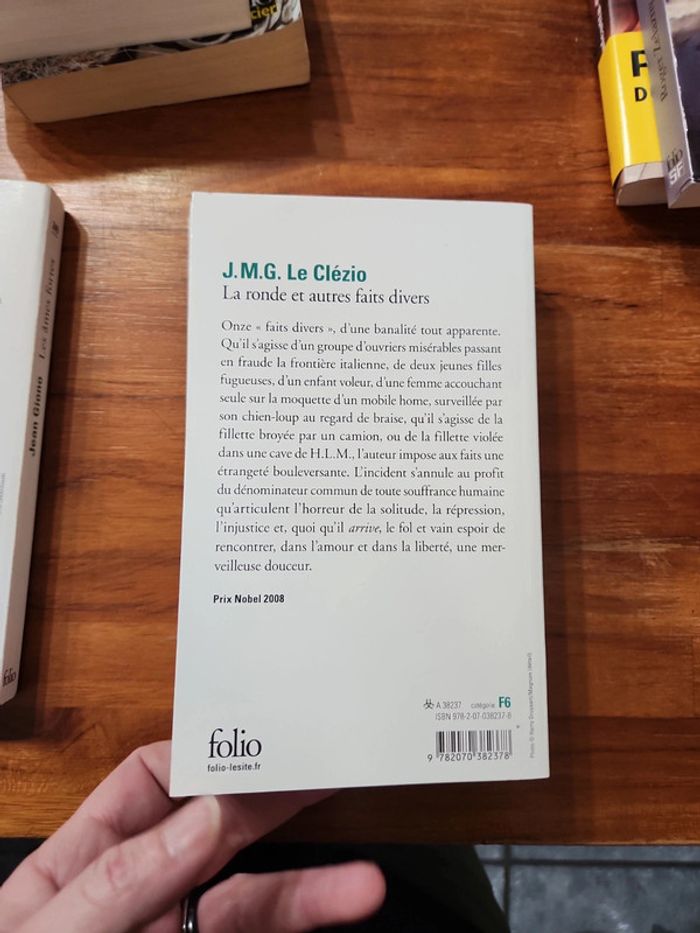 cier
P
D
Roger Zelazny
folio
SF
Jean Giono Les âmes fortes
folio
J.M.G. Le Clézio
La ronde et autres faits divers
Onze « faits divers », d'une banalité tout apparente.
Qu'il s'agisse d'un groupe d'ouvriers misérables passant
en fraude la frontière italienne, de deux jeunes filles
fugueuses, d'un enfant voleur, d'une femme accouchant
seule sur la moquette d'un mobile home, surveillée par
son chien-loup au regard de braise, qu'il s'agisse de la
fillette broyée par un camion, ou de la fillette violée
dans une cave de H.L.M., l'auteur impose aux faits une
étrangeté bouleversante. L'incident s'annule au profit
du dénominateur commun de toute souffrance humaine
qu'articulent l'horreur de la solitude, la répression,
l'injustice et, quoi qu'il arrive, le fol et vain espoir de
rencontrer, dans l'amour et dans la liberté, une mer-
veilleuse douceur.
Prix Nobel 2008
A 38237 catégorie F6
ISBN 978-2-07-038237-8
9 782070 382378
folio
folio-lesite.fr